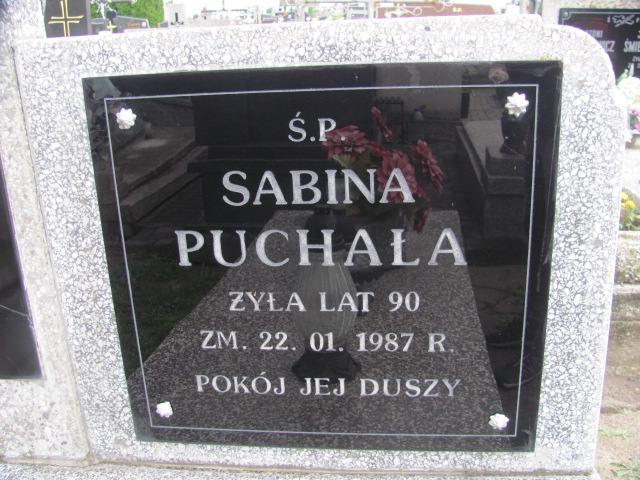 Ś.P.
SABINA
PUCHAŁA
ŻYŁA LAT 90
ZM. 22. 01. 1987 R.
POKÓJ JEJ DUSZY